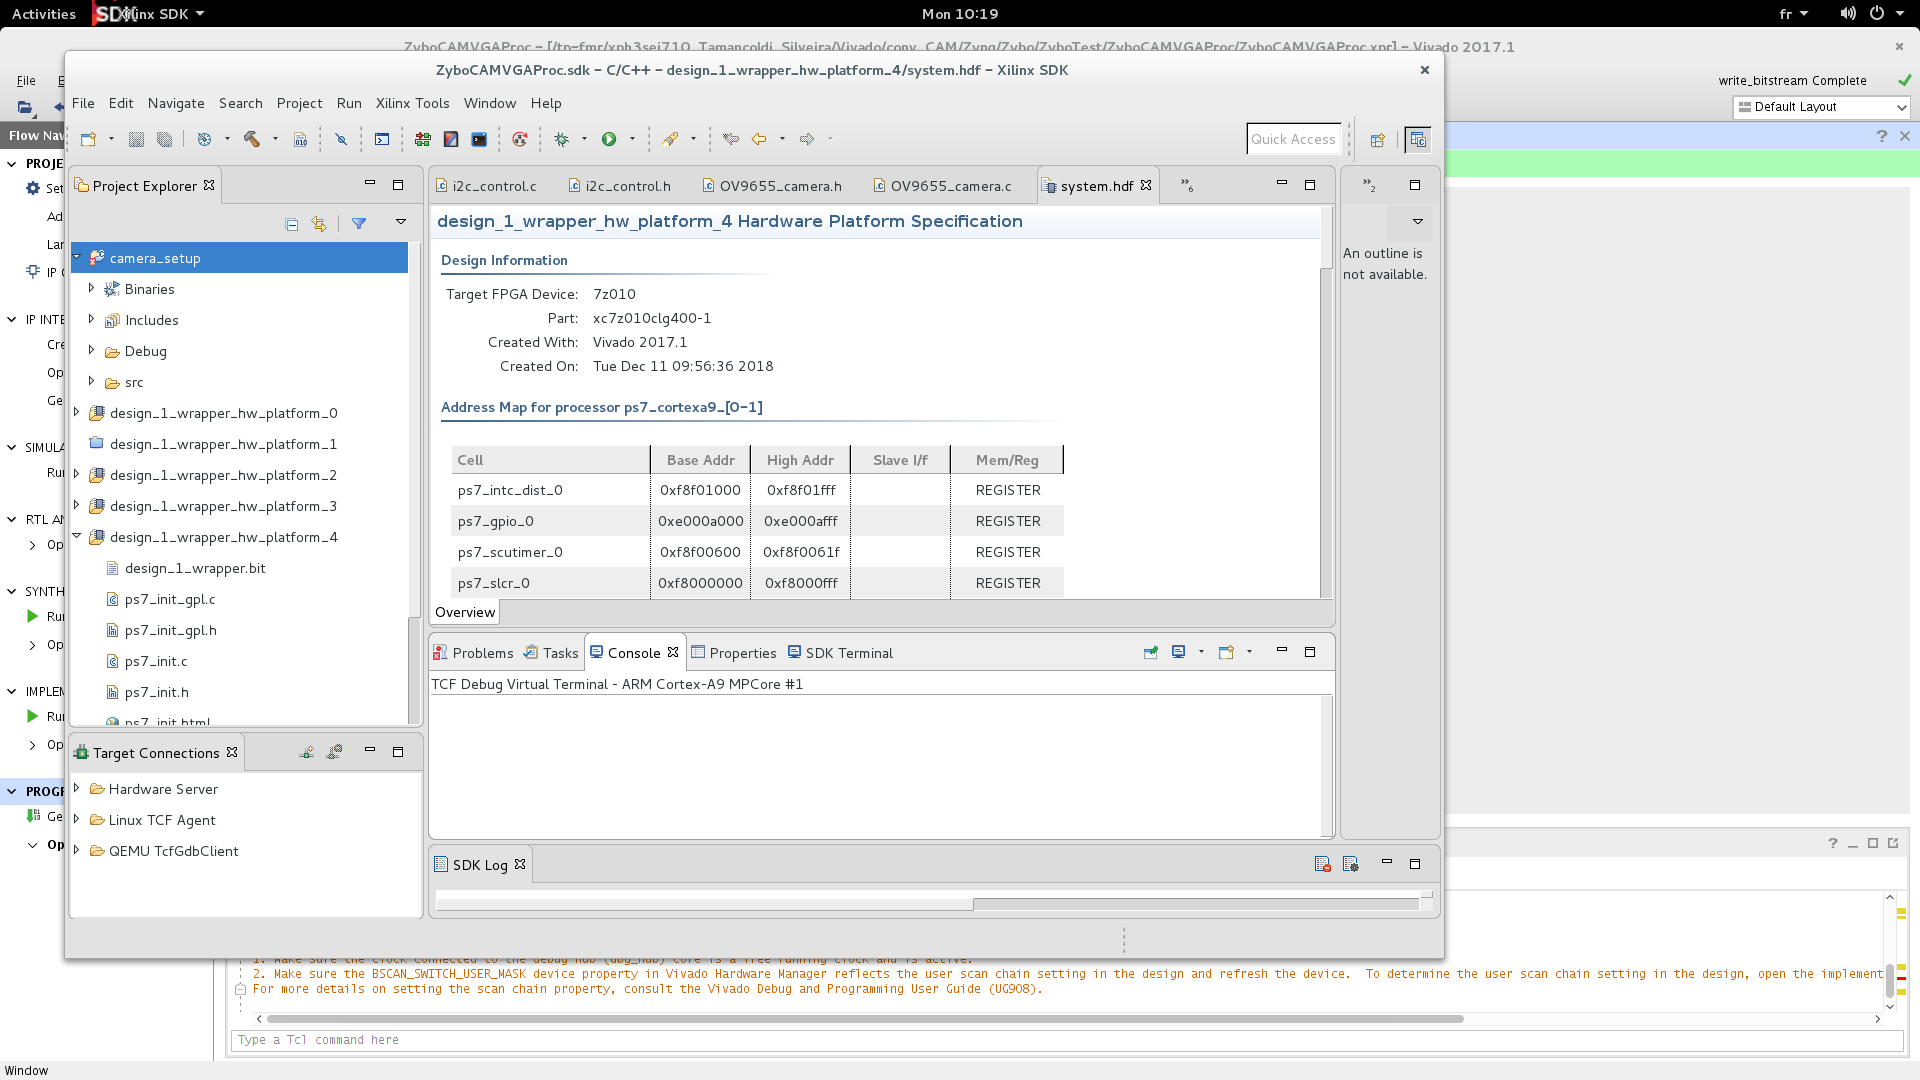 Activities
Xilinx SDK
Mon 10:19
fr
ZyboCAMVGAProc - [/tp-fmr/xph3sei710_Tamancoldi_Silveira/Vivado/conv_CAM/Zynq/Zybo/ZyboTest/ZyboCAMVGAProc/ZyboCAMVGAProc.xpr] - Vivado 2017.1
ZyboCAMVGAProc.sdk - C/C++ - design_1_wrapper_hw_platform_4/system.hdf - Xilinx SDK
File
write_bitstream Complete
Default Layout
File Edit Navigate Search Project Run Xilinx Tools Window Help
Quick Access
Flow Nav
Project Explorer
i2c_control.c
i2c_control.h
OV9655_camera.h
OV9655_camera.c
system.hdf
6
2
design_1_wrapper_hw_platform_4 Hardware Platform Specification
Design Information
Target FPGA Device: 7z010
Part: xc7z010clg400-1
Created With: Vivado 2017.1
Created On: Tue Dec 11 09:56:36 2018
Address Map for processor ps7_cortexa9_[0-1]
Cell Base Addr High Addr Slave I/f Mem/Reg
ps7_intc_dist_0 0xf8f01000 0xf8f01fff REGISTER
ps7_gpio_0 0xe000a000 0xe000afff REGISTER
ps7_scutimer_0 0xf8f00600 0xf8f0061f REGISTER
ps7_slcr_0 0xf8000000 0xf8000fff REGISTER
Overview
An outline is
not available.
camera_setup
Binaries
Includes
Debug
src
design_1_wrapper_hw_platform_0
design_1_wrapper_hw_platform_1
design_1_wrapper_hw_platform_2
design_1_wrapper_hw_platform_3
design_1_wrapper_hw_platform_4
design_1_wrapper.bit
ps7_init_gpl.c
ps7_init_gpl.h
ps7_init.c
ps7_init.h
ps7_init.html
PROJE
Set
Ad
Lan
IP C
IP INTE
Cre
Op
Ge
SIMULA
Ru
RTL AN
Op
SYNTH
Ru
Op
IMPLEM
Ru
Op
PROGR
Ge
Op
Problems
Tasks
Console
Properties
SDK Terminal
TCF Debug Virtual Terminal - ARM Cortex-A9 MPCore #1
Target Connections
Hardware Server
Linux TCF Agent
QEMU TcfGdbClient
SDK Log
1. Make sure the clock connected to the debug hub (dbg_hub) core is a free running clock and is active.
2. Make sure the BSCAN_SWITCH_USER_MASK device property in Vivado Hardware Manager reflects the user scan chain setting in the design and refresh the device. To determine the user scan chain setting in the design, open the implement
For more details on setting the scan chain property, consult the Vivado Debug and Programming User Guide (UG908).
Type a Tcl command here
Window